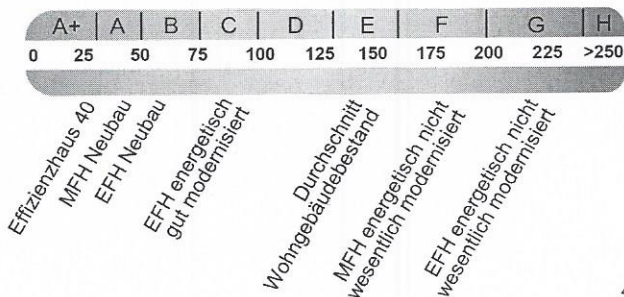 A+ A B C D E F G H
0 25 50 75 100 125 150 175 200 225 >250
Effizienzhaus 40
MFH Neubau
EFH Neubau
EFH energetisch
gut modernisiert
Durchschnitt
Wohngebäudebestand
MFH energetisch nicht
wesentlich modernisiert
EFH energetisch nicht
wesentlich modernisiert